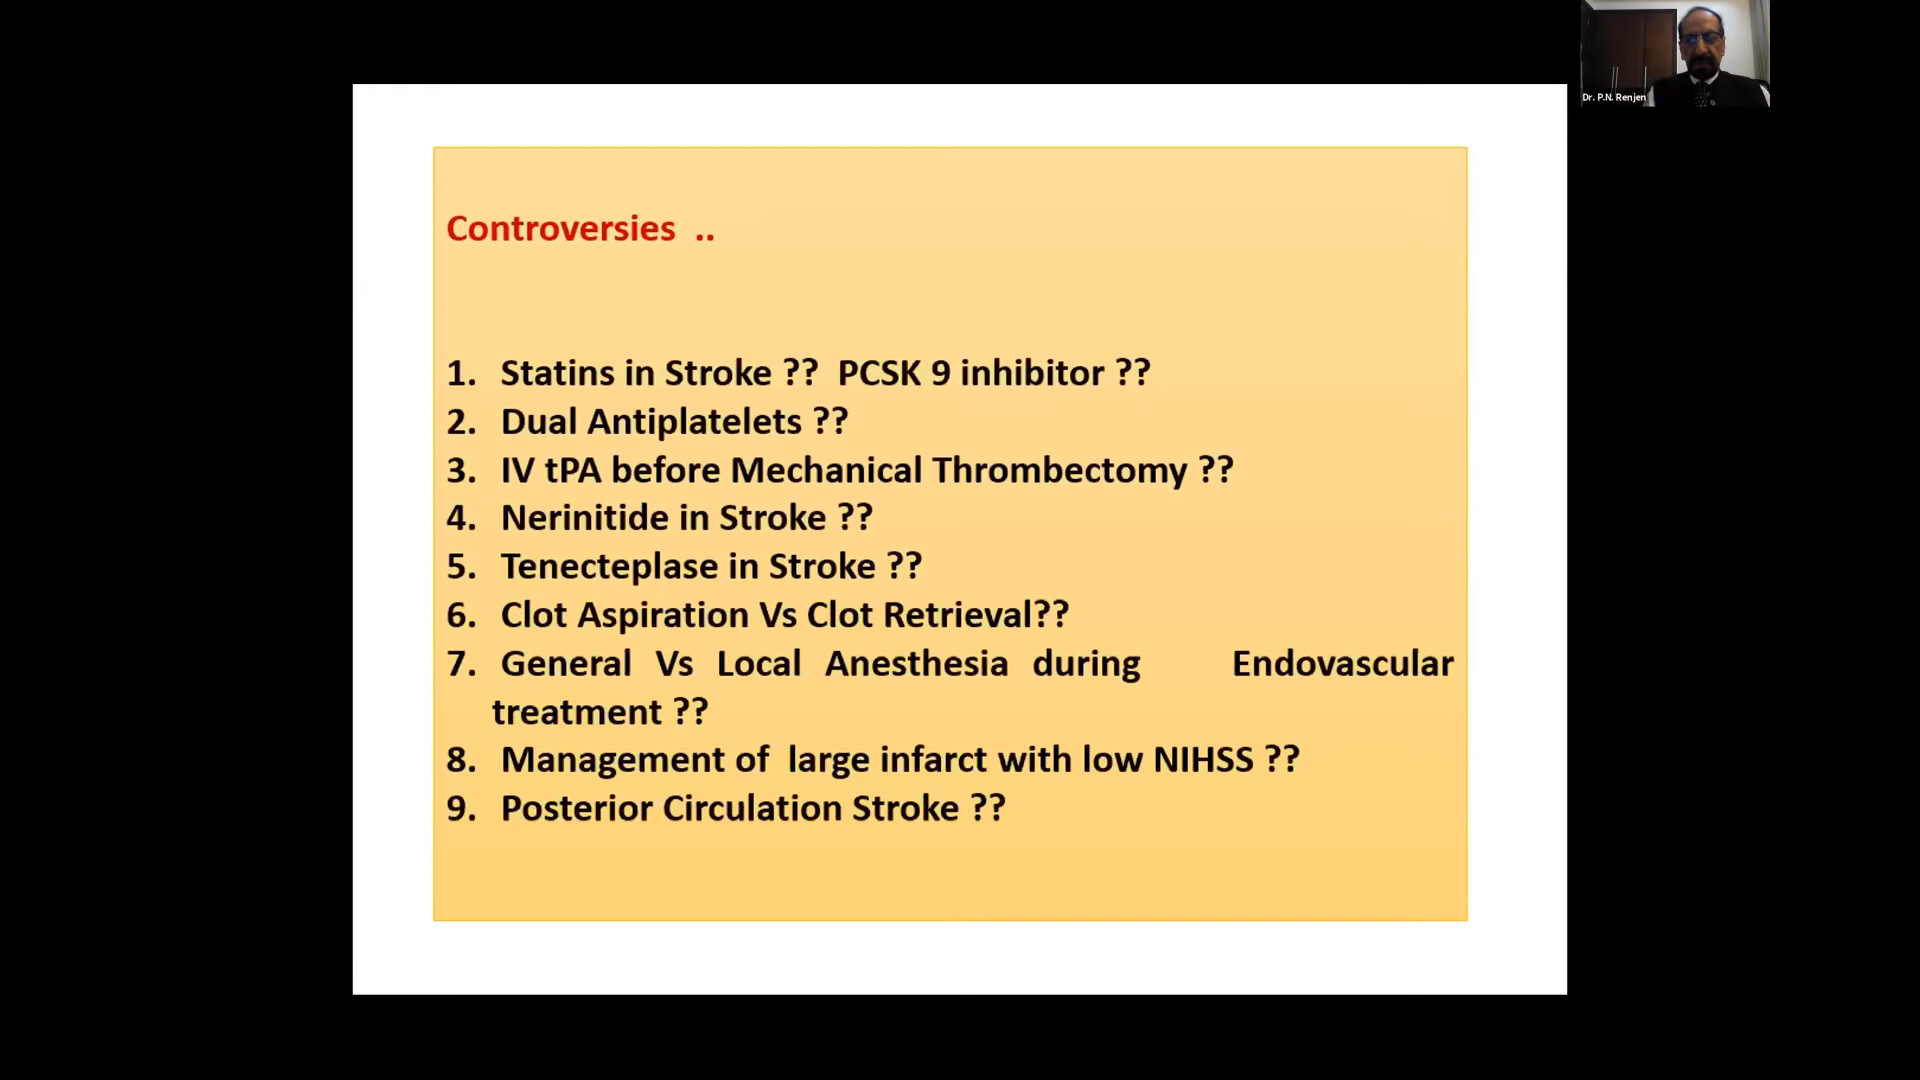 Dr. P.N. Renjen
Controversies ..
1. Statins in Stroke ?? PCSK 9 inhibitor ??
2. Dual Antiplatelets ??
3. IV tPA before Mechanical Thrombectomy ??
4. Nerinitide in Stroke ??
5. Tenecteplase in Stroke ??
6. Clot Aspiration Vs Clot Retrieval??
7. General Vs Local Anesthesia during Endovascular
treatment ??
8. Management of large infarct with low NIHSS ??
9. Posterior Circulation Stroke ??